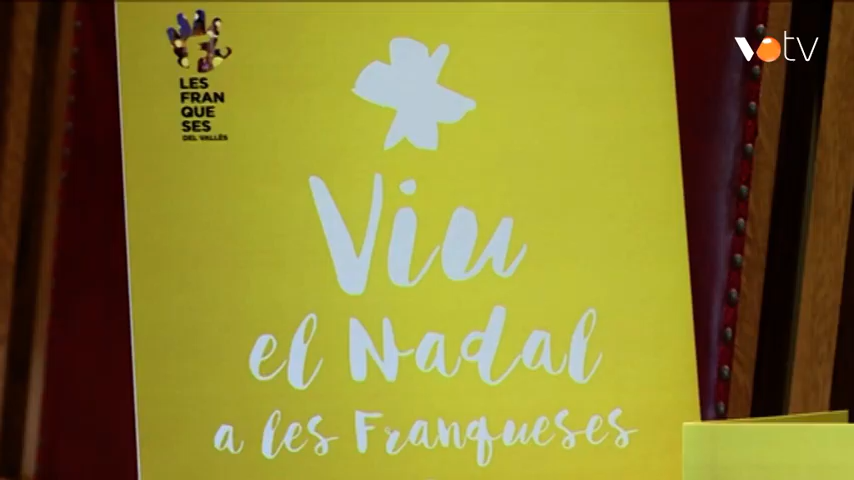 LES
FRAN
QUE
SES
DEL VALLÈS
votv
Viu
el Nadal
a les Franqueses